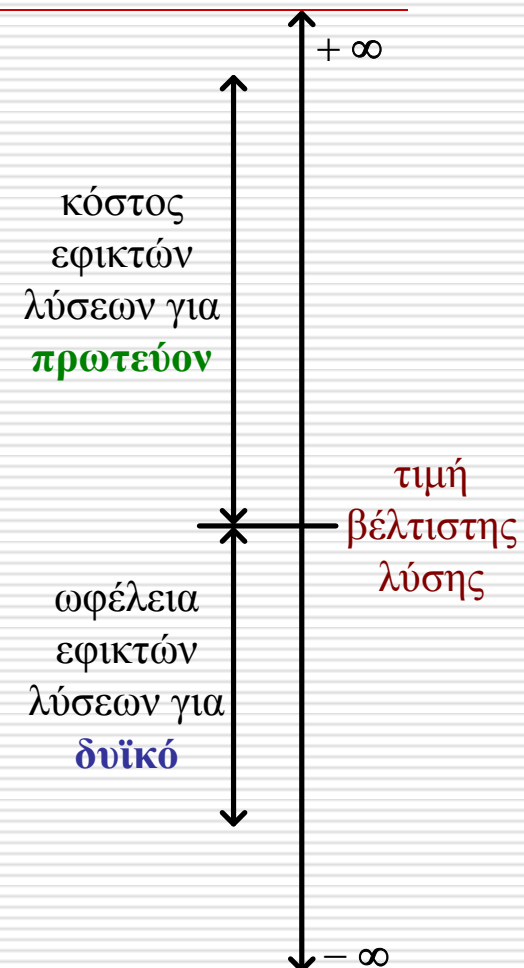 + ∞
κόστος
εφικτών
λύσεων για
πρωτεύον
τιμή
βέλτιστης
λύσης
ωφέλεια
εφικτών
λύσεων για
δυϊκό
− ∞